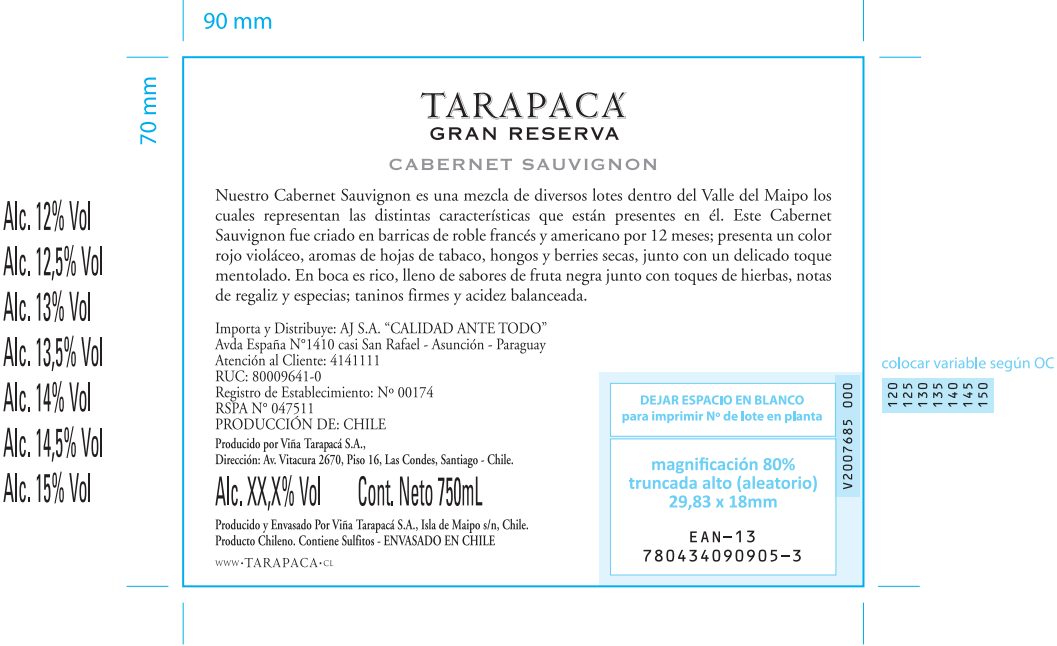 90 mm
70 mm
TARAPACÁ
GRAN RESERVA
CABERNET SAUVIGNON
Nuestro Cabernet Sauvignon es una mezcla de diversos lotes dentro del Valle del Maipo los
cuales representan las distintas características que están presentes en él. Este Cabernet
Sauvignon fue criado en barricas de roble francés y americano por 12 meses; presenta un color
rojo violáceo, aromas de hojas de tabaco, hongos y berries secas, junto con un delicado toque
mentolado. En boca es rico, lleno de sabores de fruta negra junto con toques de hierbas, notas
de regaliz y especias; taninos firmes y acidez balanceada.
Importa y Distribuye: AJ S.A. “CALIDAD ANTE TODO”
Avda España N°1410 casi San Rafael - Asunción - Paraguay
Atención al Cliente: 4141111
RUC: 80009641-0
Registro de Establecimiento: Nº 00174
RSPA N° 047511
PRODUCCIÓN DE: CHILE
Producido por Viña Tarapacá S.A.,
Dirección: Av. Vitacura 2670, Piso 16, Las Condes, Santiago - Chile.
Alc. XX,X% Vol Cont. Neto 750mL
Producido y Envasado Por Viña Tarapacá S.A., Isla de Maipo s/n, Chile.
Producto Chileno. Contiene Sulfitos - ENVASADO EN CHILE
WWW·TARAPACA·CL
DEJAR ESPACIO EN BLANCO
para imprimir Nº de lote en planta
magnificación 80%
truncada alto (aleatorio)
29,83 x 18mm
EAN-13
780434090905-3
V2007685 000
colocar variable según OC
120
125
130
135
140
145
150
Alc. 12% Vol
Alc. 12,5% Vol
Alc. 13% Vol
Alc. 13,5% Vol
Alc. 14% Vol
Alc. 14,5% Vol
Alc. 15% Vol